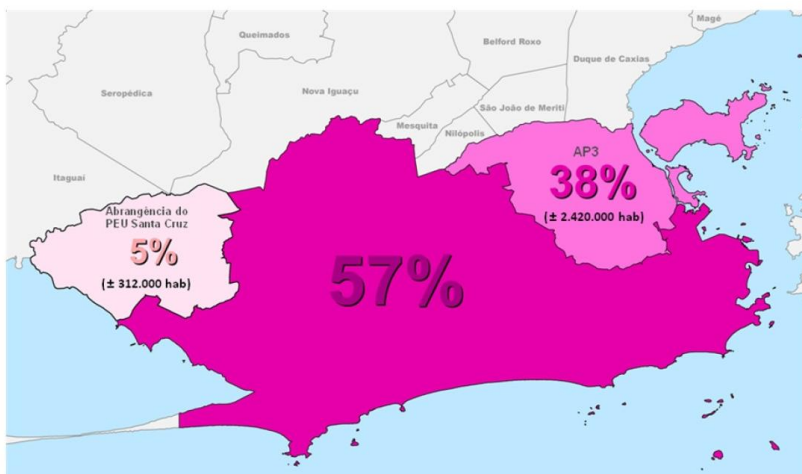 Magé
Queimados
Belford Roxo
Duque de Caxias
Seropédica
Nova Iguaçu
São João de Meriti
Mesquita
Nilópolis
Itaguaí
AP3
38%
(± 2.420.000 hab)
Abrangência do
PEU Santa Cruz
5%
(± 312.000 hab)
57%